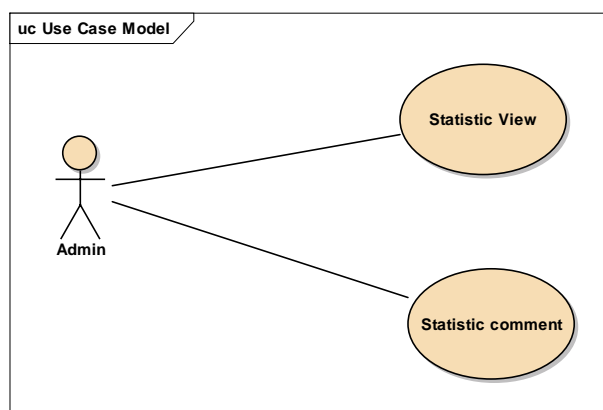 uc Use Case Model
Statistic View
Admin
Statistic comment